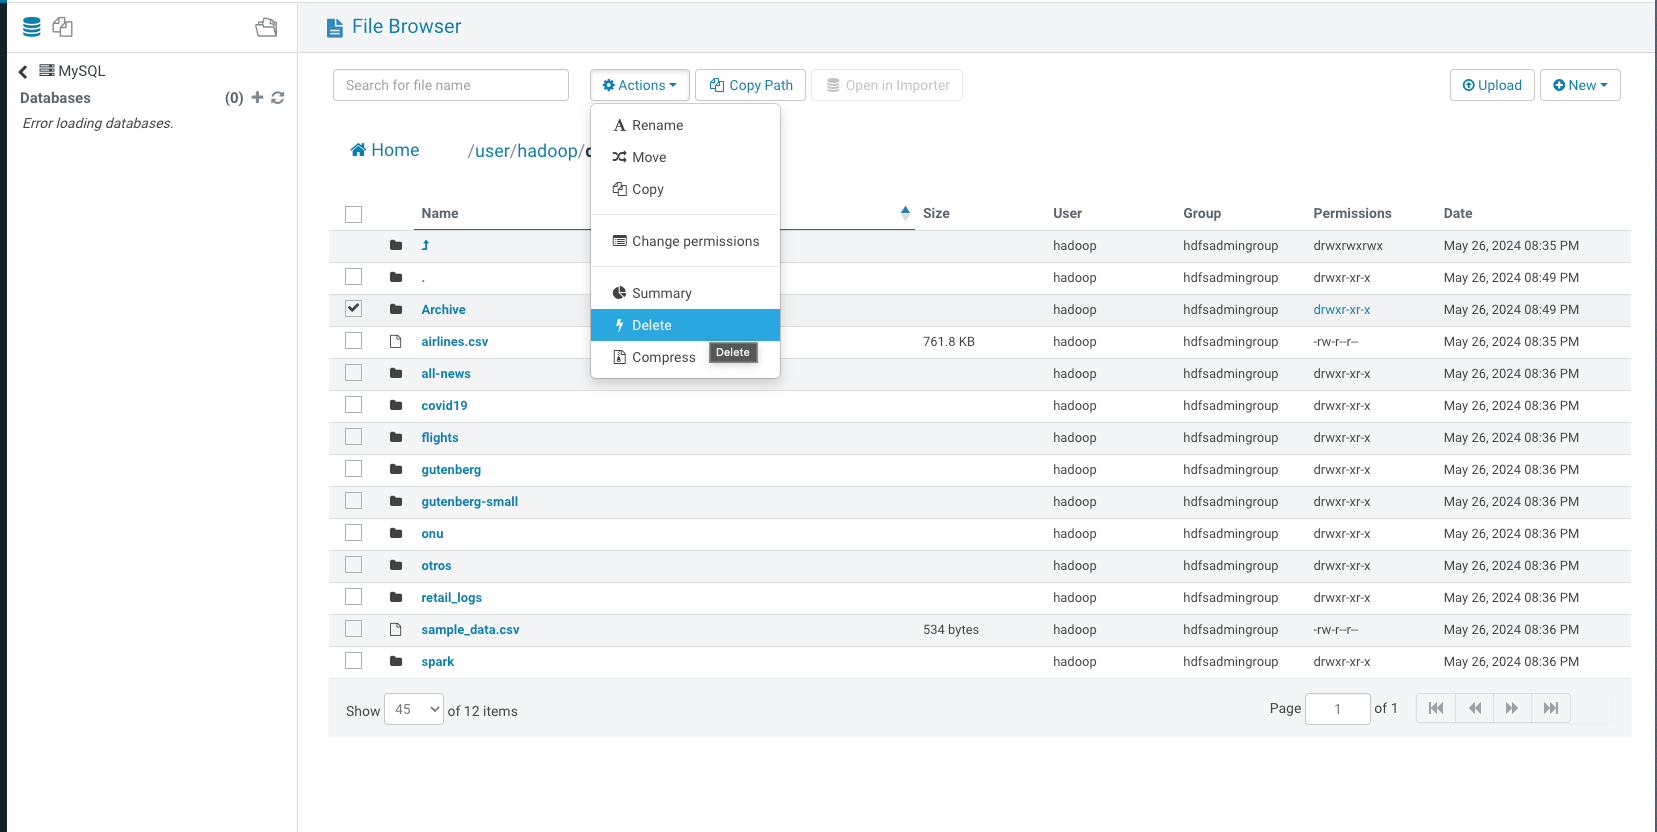 File Browser
MySQL
Databases (0)
Error loading databases.
Search for file name Actions Copy Path Open in Importer Upload New
Rename
Move
Copy
Change permissions
Summary
Delete
Compress
Delete
Home /user/hadoop/
Name Size User Group Permissions Date
hadoop hdfsadmingroup drwxrwxrwx May 26, 2024 08:35 PM
. hadoop hdfsadmingroup drwxr-xr-x May 26, 2024 08:49 PM
Archive hadoop hdfsadmingroup drwxr-xr-x May 26, 2024 08:49 PM
airlines.csv 761.8 KB hadoop hdfsadmingroup -rw-r--r-- May 26, 2024 08:35 PM
all-news hadoop hdfsadmingroup drwxr-xr-x May 26, 2024 08:36 PM
covid19 hadoop hdfsadmingroup drwxr-xr-x May 26, 2024 08:36 PM
flights hadoop hdfsadmingroup drwxr-xr-x May 26, 2024 08:36 PM
gutenberg hadoop hdfsadmingroup drwxr-xr-x May 26, 2024 08:36 PM
gutenberg-small hadoop hdfsadmingroup drwxr-xr-x May 26, 2024 08:36 PM
onu hadoop hdfsadmingroup drwxr-xr-x May 26, 2024 08:36 PM
otros hadoop hdfsadmingroup drwxr-xr-x May 26, 2024 08:36 PM
retail_logs hadoop hdfsadmingroup drwxr-xr-x May 26, 2024 08:36 PM
sample_data.csv 534 bytes hadoop hdfsadmingroup -rw-r--r-- May 26, 2024 08:36 PM
spark hadoop hdfsadmingroup drwxr-xr-x May 26, 2024 08:36 PM
Show 45 of 12 items Page 1 of 1